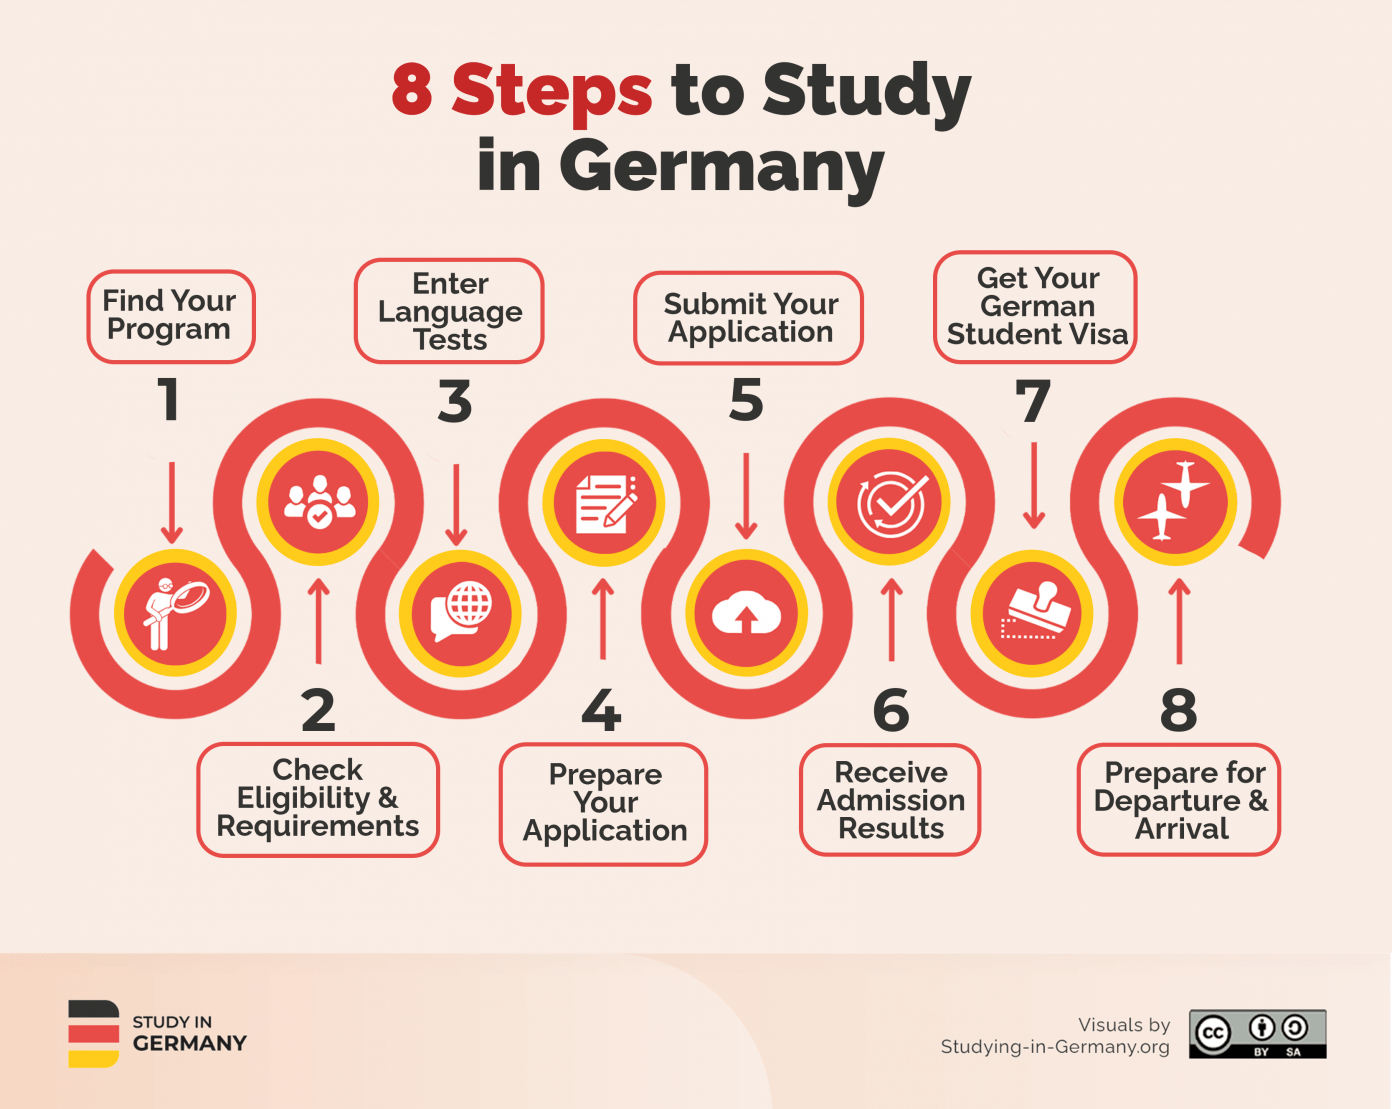 8 Steps to Study
in Germany
Find Your
Program
1
2
Check
Eligibility &
Requirements
Enter
Language
Tests
3
4
Prepare
Your
Application
Submit Your
Application
5
6
Receive
Admission
Results
Get Your
German
Student Visa
7
8
Prepare for
Departure &
Arrival
STUDY IN
GERMANY
Visuals by
Studying-in-Germany.org
cc
BY SA